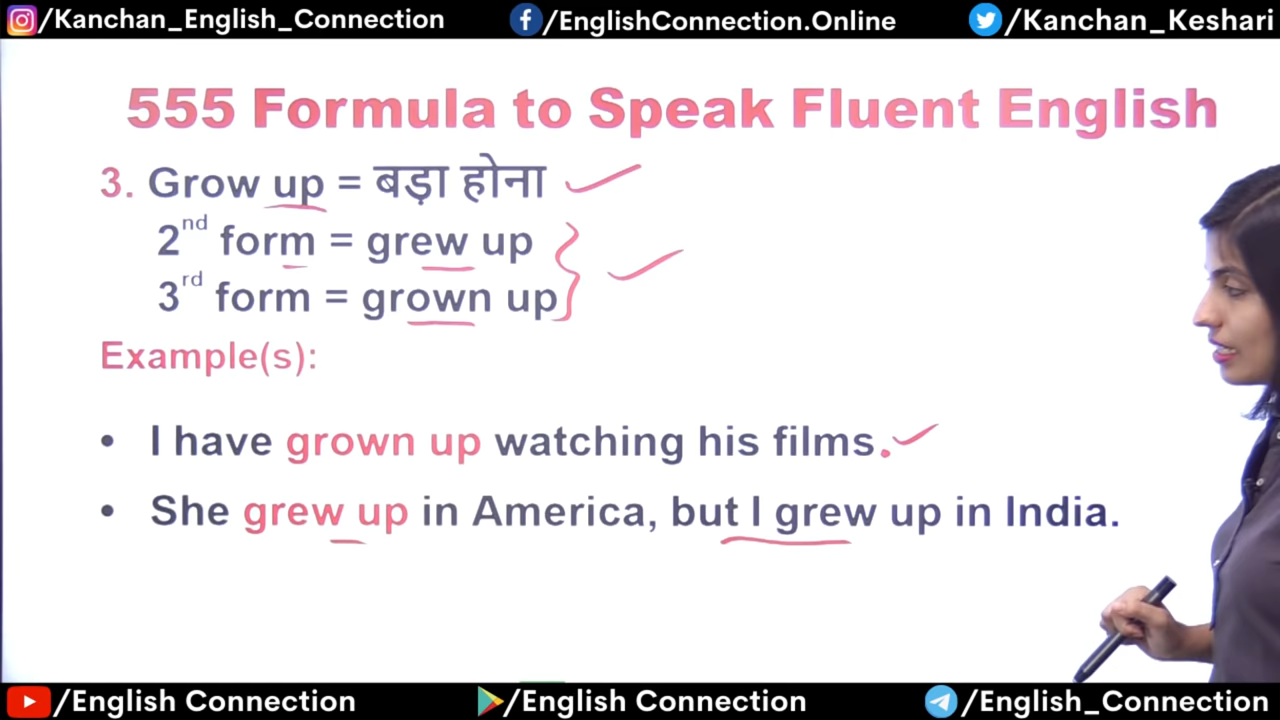 /Kanchan_English_Connection /EnglishConnection.Online /Kanchan_Keshari
555 Formula to Speak Fluent English
3. Grow up = बड़ा होना
2nd form = grew up
3rd form = grown up
Example(s):
• I have grown up watching his films.
• She grew up in America, but I grew up in India.
/English Connection /English Connection /English_Connection